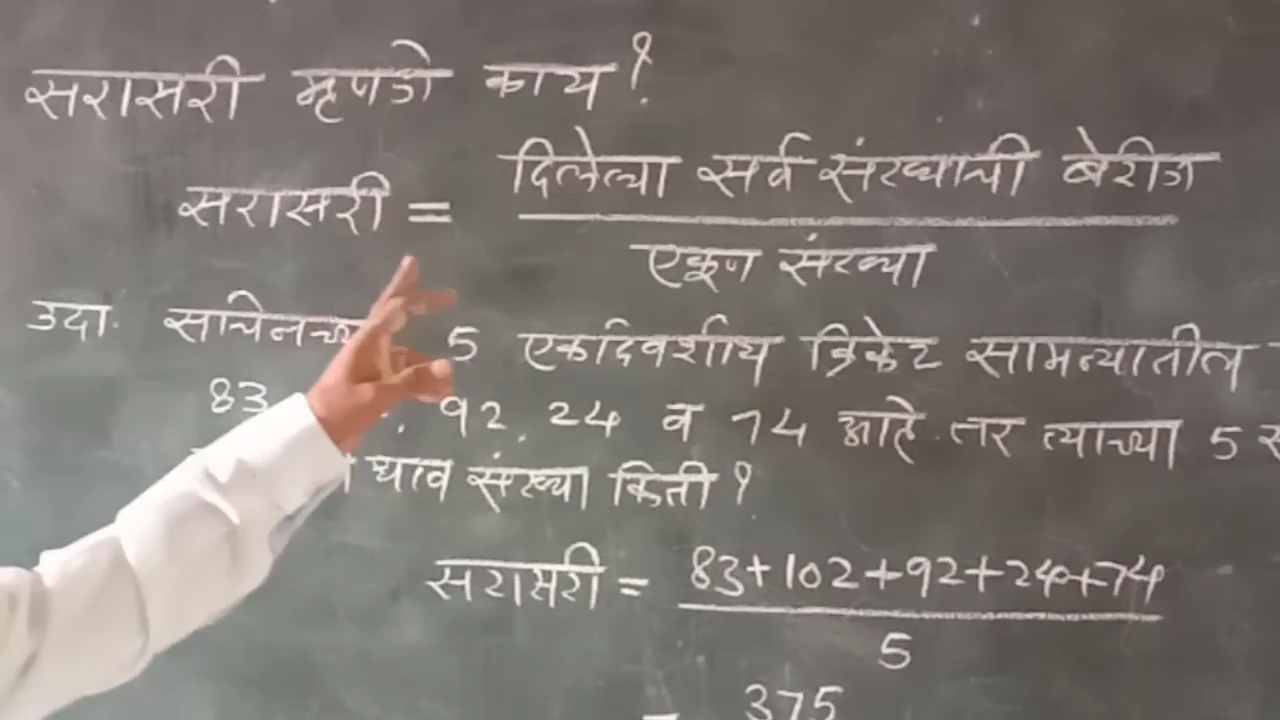 सरासरी म्हणजे काय?
सरासरी = दिलेल्या सर्व संख्याची बेरीज
एकूण संख्या
उदा. सचिनच्या 5 एकदिवशीय क्रिकेट सामन्यातील
83 92, 24 व 74 आहे. तर त्याच्या 5
धाव संख्या किती?
सरासरी = 83+102+92+24+74
5
= 375